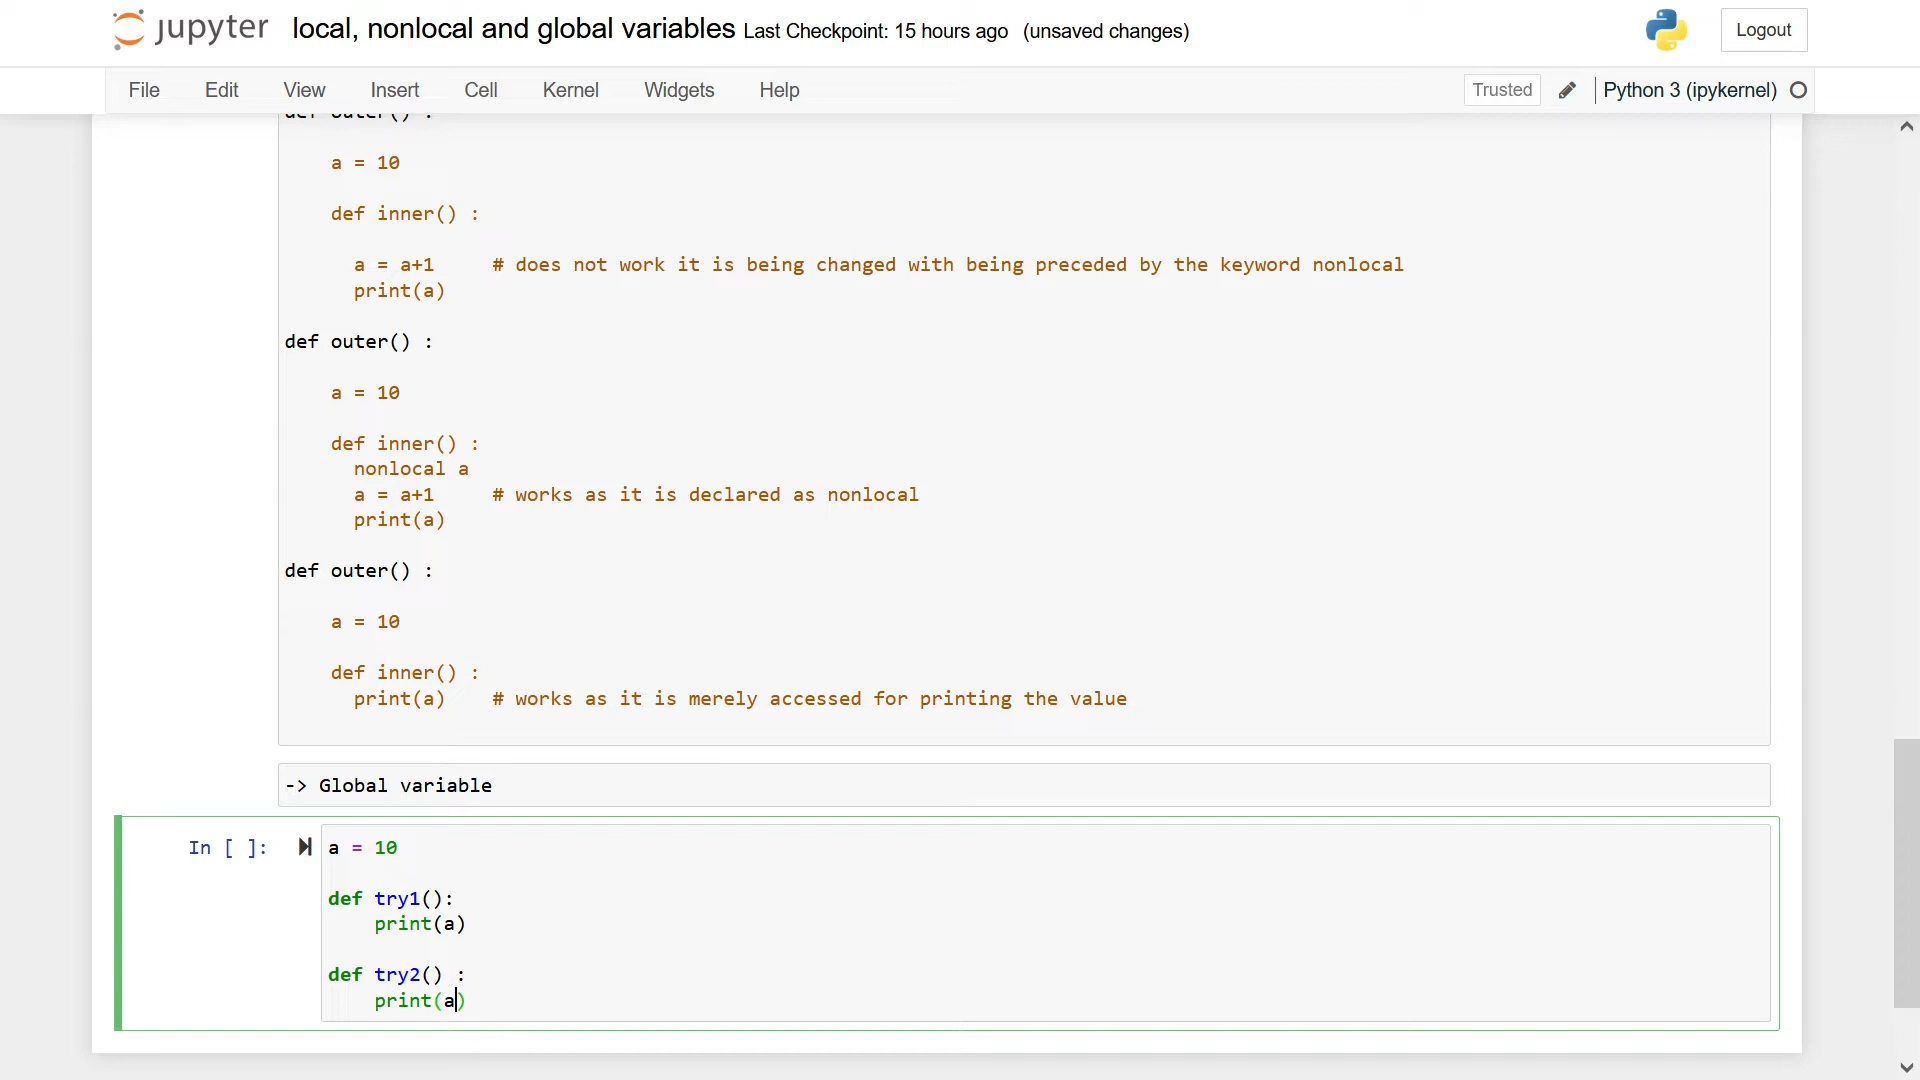 jupyter local, nonlocal and global variables Last Checkpoint: 15 hours ago (unsaved changes) Logout
File Edit View Insert Cell Kernel Widgets Help Trusted Python 3 (ipykernel)
def outer() :
a = 10
def inner() :
a = a+1 # does not work it is being changed with being preceded by the keyword nonlocal
print(a)
def outer() :
a = 10
def inner() :
nonlocal a
a = a+1 # works as it is declared as nonlocal
print(a)
def outer() :
a = 10
def inner() :
print(a) # works as it is merely accessed for printing the value
-> Global variable
In [ ]: a = 10
def try1():
print(a)
def try2() :
print(a)